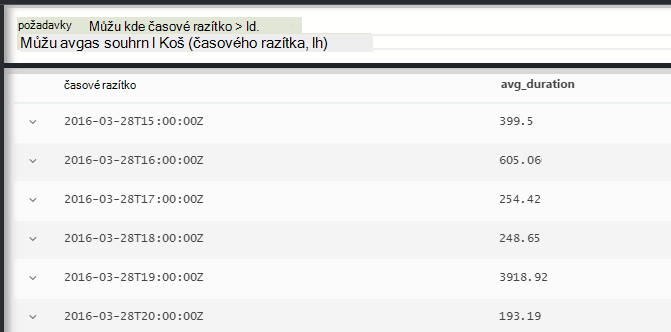 požadavky Můžu kde časové razítko > Id.
Můžu avgas souhrn I Koš (časového razítka, lh)
časové razítko avg_duration
2016-03-28T15:00:00Z 399.5
2016-03-28T16:00:00Z 605.06
2016-03-28T17:00:00Z 254.42
2016-03-28T18:00:00Z 248.65
2016-03-28T19:00:00Z 3918.92
2016-03-28T20:00:00Z 193.19